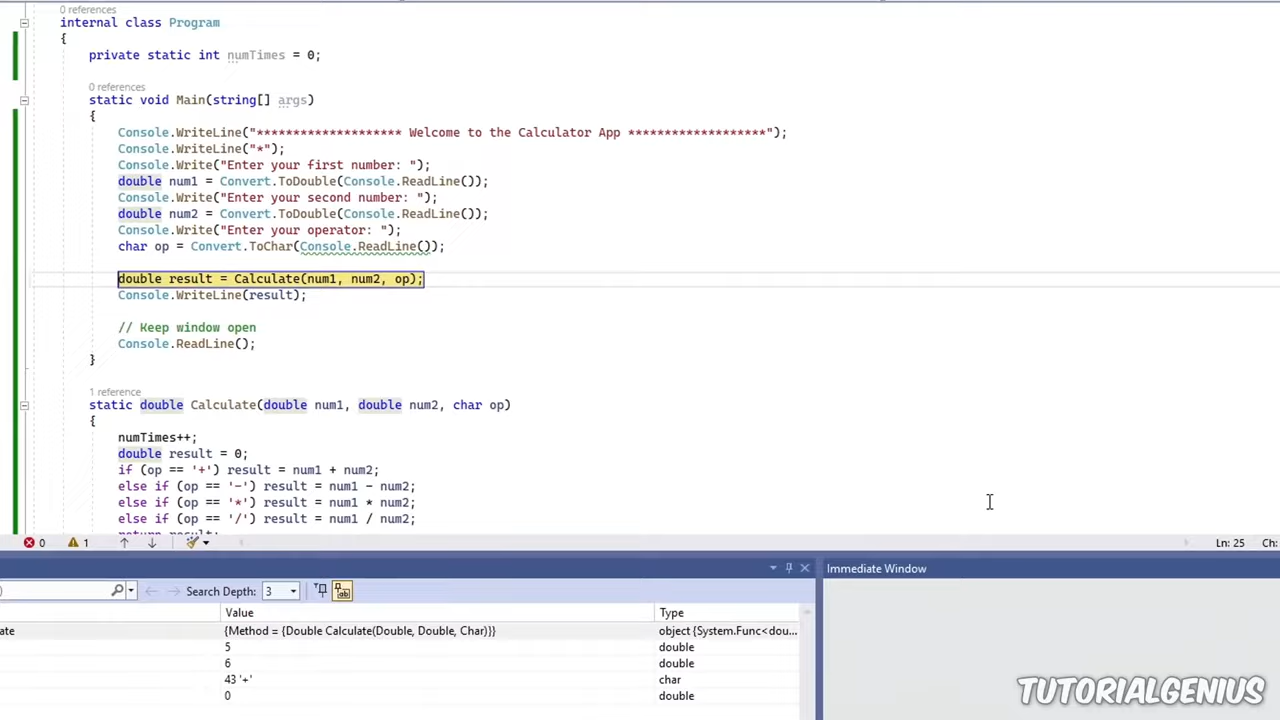 0 references
internal class Program
{
private static int numTimes = 0;
0 references
static void Main(string[] args)
{
Console.WriteLine("******************** Welcome to the Calculator App *******************");
Console.WriteLine("*");
Console.Write("Enter your first number: ");
double num1 = Convert.ToDouble(Console.ReadLine());
Console.Write("Enter your second number: ");
double num2 = Convert.ToDouble(Console.ReadLine());
Console.Write("Enter your operator: ");
char op = Convert.ToChar(Console.ReadLine());
double result = Calculate(num1, num2, op);
Console.WriteLine(result);
// Keep window open
Console.ReadLine();
}
1 reference
static double Calculate(double num1, double num2, char op)
{
numTimes++;
double result = 0;
if (op == '+') result = num1 + num2;
else if (op == '-') result = num1 - num2;
else if (op == '*') result = num1 * num2;
else if (op == '/') result = num1 / num2;
return result;
0 1 Ln: 25 Ch:
Immediate Window
) Search Depth: 3
Value Type
ate {Method = {Double Calculate(Double, Double, Char)}} object {System.Func<dou...
5 double
6 double
43 '+' char
0 double
TUTORIALGENIUS